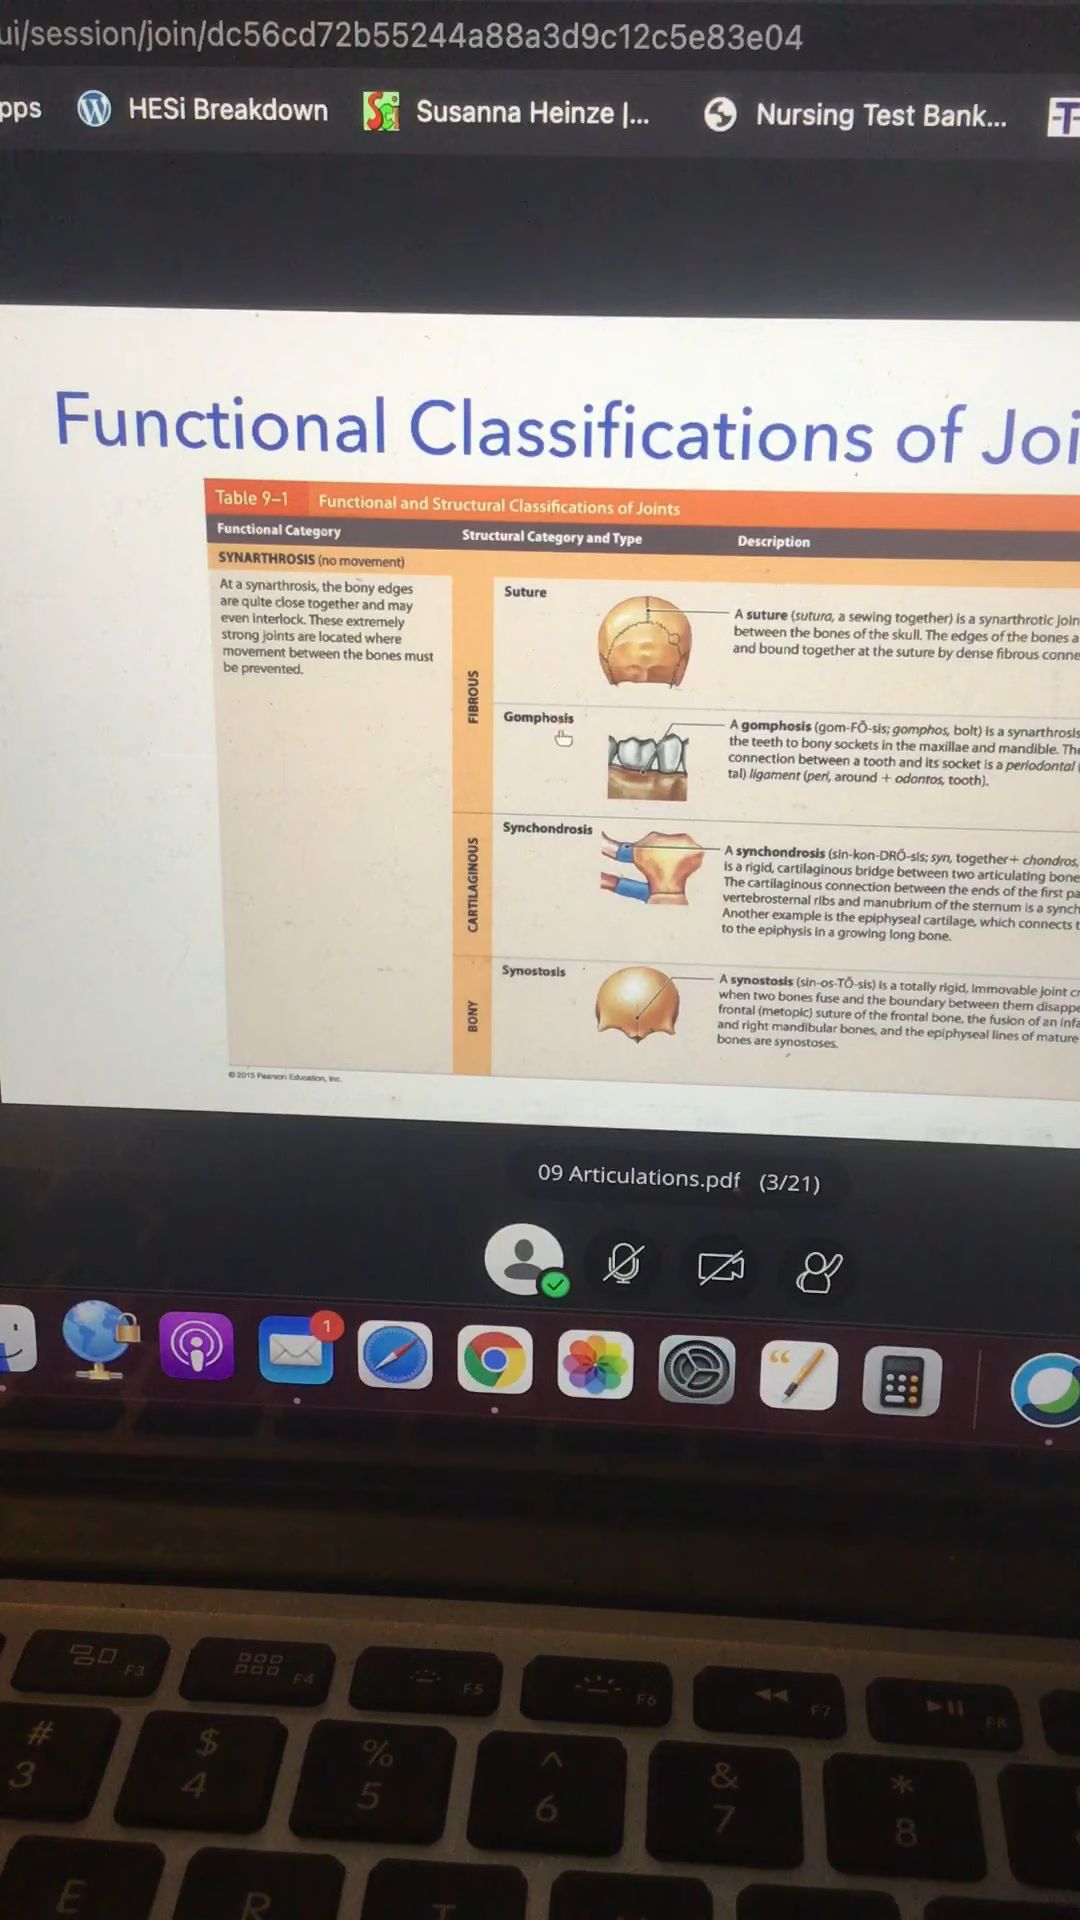 ui/session/join/dc56cd72b55244a88a3d9c12c5e83e04
pps HESi Breakdown Susanna Heinze |... Nursing Test Bank...
Functional Classifications of Joi
Table 9–1 Functional and Structural Classifications of Joints
Functional Category Structural Category and Type Description
SYNARTHROSIS (no movement)
At a synarthrosis, the bony edges
are quite close together and may
even interlock. These extremely
strong joints are located where
movement between the bones must
be prevented.
FIBROUS
Suture
A suture (sutura, a sewing together) is a synarthrotic join
between the bones of the skull. The edges of the bones a
and bound together at the suture by dense fibrous conne
Gomphosis
A gomphosis (gom-FŌ-sis; gomphos, bolt) is a synarthrosis
the teeth to bony sockets in the maxillae and mandible. The
connection between a tooth and its socket is a periodontal (
tal) ligament (peri, around + odontos, tooth).
CARTILAGINOUS
Synchondrosis
A synchondrosis (sin-kon-DRŌ-sis; syn, together+ chondros,
is a rigid, cartilaginous bridge between two articulating bone
The cartilaginous connection between the ends of the first pa
vertebrosternal ribs and manubrium of the sternum is a synch
Another example is the epiphyseal cartilage, which connects t
to the epiphysis in a growing long bone.
BONY
Synostosis
A synostosis (sin-os-TŌ-sis) is a totally rigid, immovable joint cr
when two bones fuse and the boundary between them disappe
frontal (metopic) suture of the frontal bone, the fusion of an infa
and right mandibular bones, and the epiphyseal lines of mature
bones are synostoses.
© 2015 Pearson Education, Inc.
09 Articulations.pdf (3/21)
1
F3 F4 F5 F6 F7 F8
# $ % ^ & *
3 4 5 6 7 8
E R T